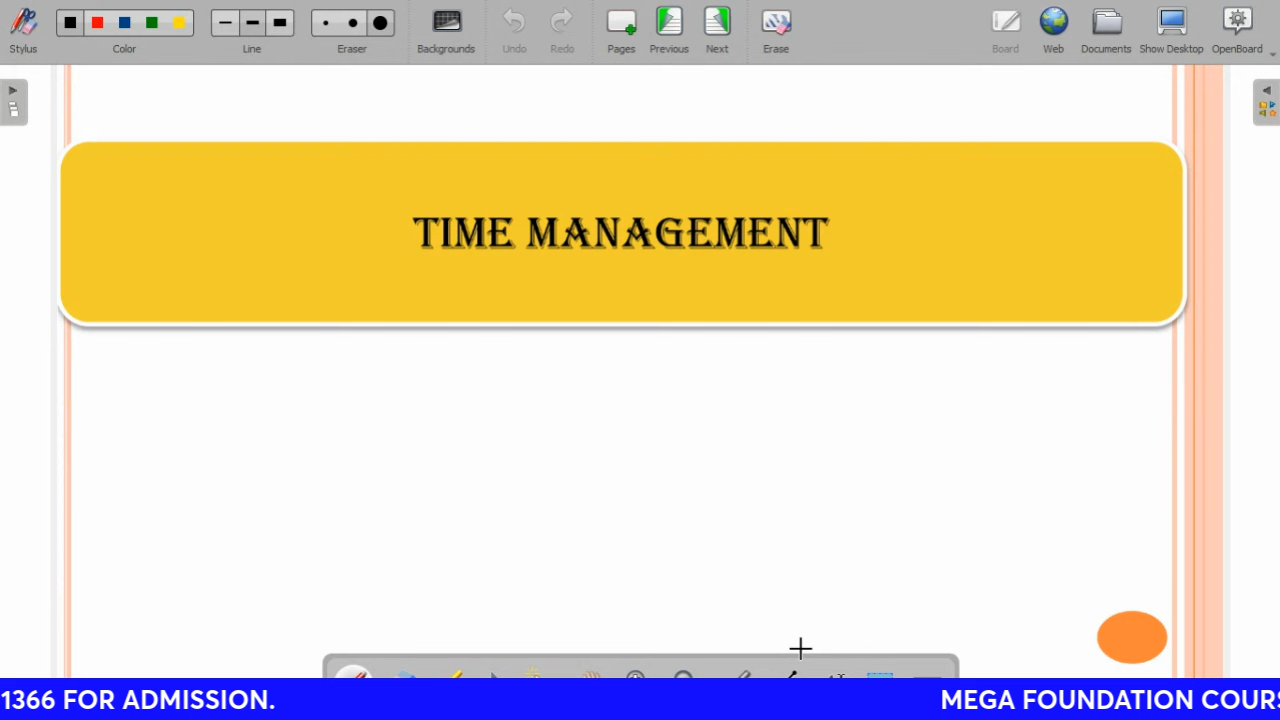 Stylus Color Line Eraser Backgrounds Undo Redo Pages Previous Next Erase Board Web Documents Show Desktop OpenBoard
TIME MANAGEMENT
1366 FOR ADMISSION. MEGA FOUNDATION COURS